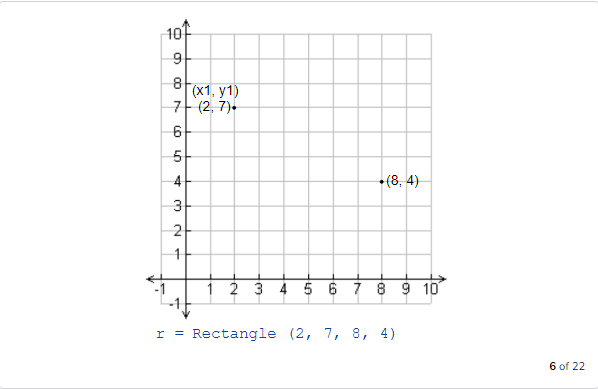 10
9
8
(x1, y1)
7 (2, 7)
6
5
4 (8, 4)
3
2
1
-1 1 2 3 4 5 6 7 8 9 10
-1
r = Rectangle (2, 7, 8, 4)
6 of 22